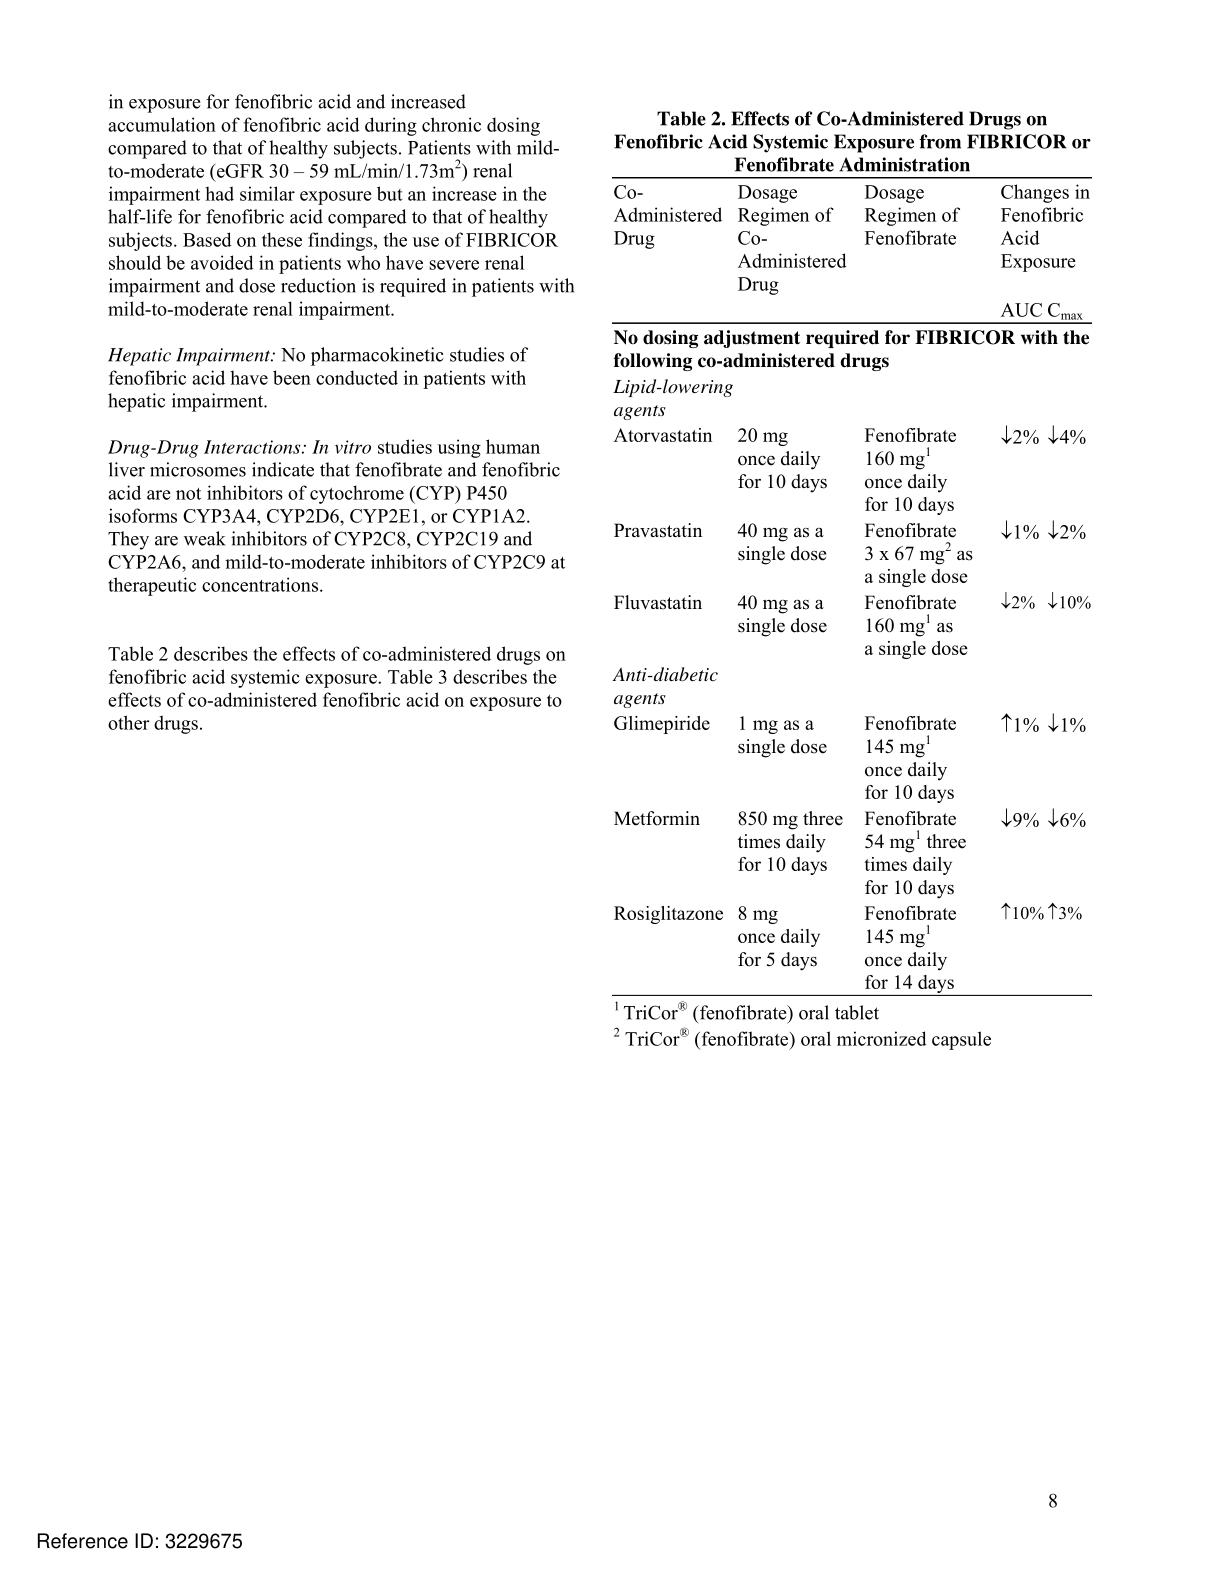 in exposure for fenofibric acid and increased
accumulation of fenofibric acid during chronic dosing
compared to that of healthy subjects. Patients with mild-
to-moderate (eGFR 30 – 59 mL/min/1.73m²) renal
impairment had similar exposure but an increase in the
half-life for fenofibric acid compared to that of healthy
subjects. Based on these findings, the use of FIBRICOR
should be avoided in patients who have severe renal
impairment and dose reduction is required in patients with
mild-to-moderate renal impairment.
Hepatic Impairment: No pharmacokinetic studies of
fenofibric acid have been conducted in patients with
hepatic impairment.
Drug-Drug Interactions: In vitro studies using human
liver microsomes indicate that fenofibrate and fenofibric
acid are not inhibitors of cytochrome (CYP) P450
isoforms CYP3A4, CYP2D6, CYP2E1, or CYP1A2.
They are weak inhibitors of CYP2C8, CYP2C19 and
CYP2A6, and mild-to-moderate inhibitors of CYP2C9 at
therapeutic concentrations.
Table 2 describes the effects of co-administered drugs on
fenofibric acid systemic exposure. Table 3 describes the
effects of co-administered fenofibric acid on exposure to
other drugs.
Table 2. Effects of Co-Administered Drugs on
Fenofibric Acid Systemic Exposure from FIBRICOR or
Fenofibrate Administration
Co- Dosage Dosage Changes in
Administered Regimen of Regimen of Fenofibric
Drug Co- Fenofibrate Acid
Administered Exposure
Drug
AUC Cmax
No dosing adjustment required for FIBRICOR with the
following co-administered drugs
Lipid-lowering
agents
Atorvastatin 20 mg Fenofibrate ↓2% ↓4%
once daily 160 mg¹
for 10 days once daily
for 10 days
Pravastatin 40 mg as a Fenofibrate ↓1% ↓2%
single dose 3 x 67 mg² as
a single dose
Fluvastatin 40 mg as a Fenofibrate ↓2% ↓10%
single dose 160 mg¹ as
a single dose
Anti-diabetic
agents
Glimepiride 1 mg as a Fenofibrate ↑1% ↓1%
single dose 145 mg¹
once daily
for 10 days
Metformin 850 mg three Fenofibrate ↓9% ↓6%
times daily 54 mg¹ three
for 10 days times daily
for 10 days
Rosiglitazone 8 mg Fenofibrate ↑10% ↑3%
once daily 145 mg¹
for 5 days once daily
for 14 days
¹ TriCor® (fenofibrate) oral tablet
² TriCor® (fenofibrate) oral micronized capsule
8
Reference ID: 3229675